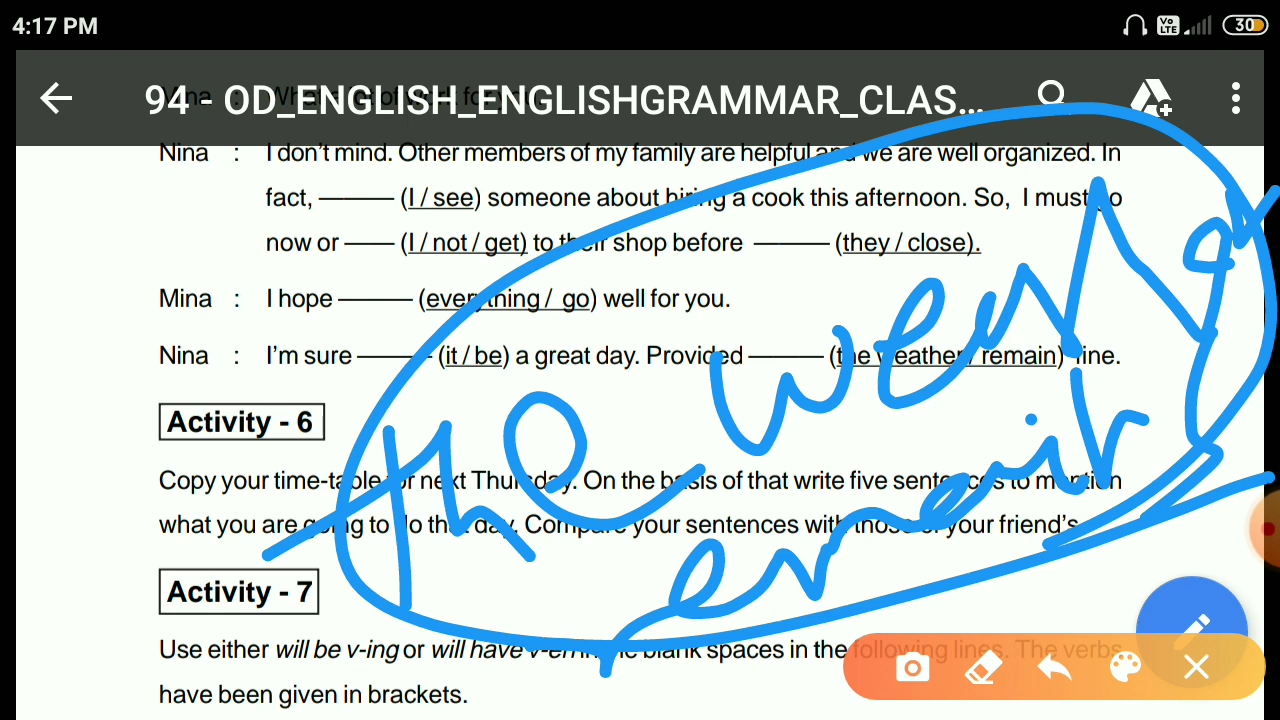 4:17 PM
Vo LTE
30
94 - OD_ENGLISH_ENGLISHGRAMMAR_CLAS...
Nina : I don't mind. Other members of my family are helpful and we are well organized. In
fact, ——— (I / see) someone about hiring a cook this afternoon. So, I must go
now or —— (I / not / get) to their shop before ——— (they / close).
Mina : I hope ——— (everything / go) well for you.
Nina : I'm sure ——— (it / be) a great day. Provided ——— (the weather / remain) fine.
the weather
remain
Activity - 6
Copy your time-table for next Thursday. On the basis of that write five sentences to mention
what you are going to do that day. Compare your sentences with those of your friend's
Activity - 7
Use either will be v-ing or will have v-en in the blank spaces in the following lines. The verbs
have been given in brackets.